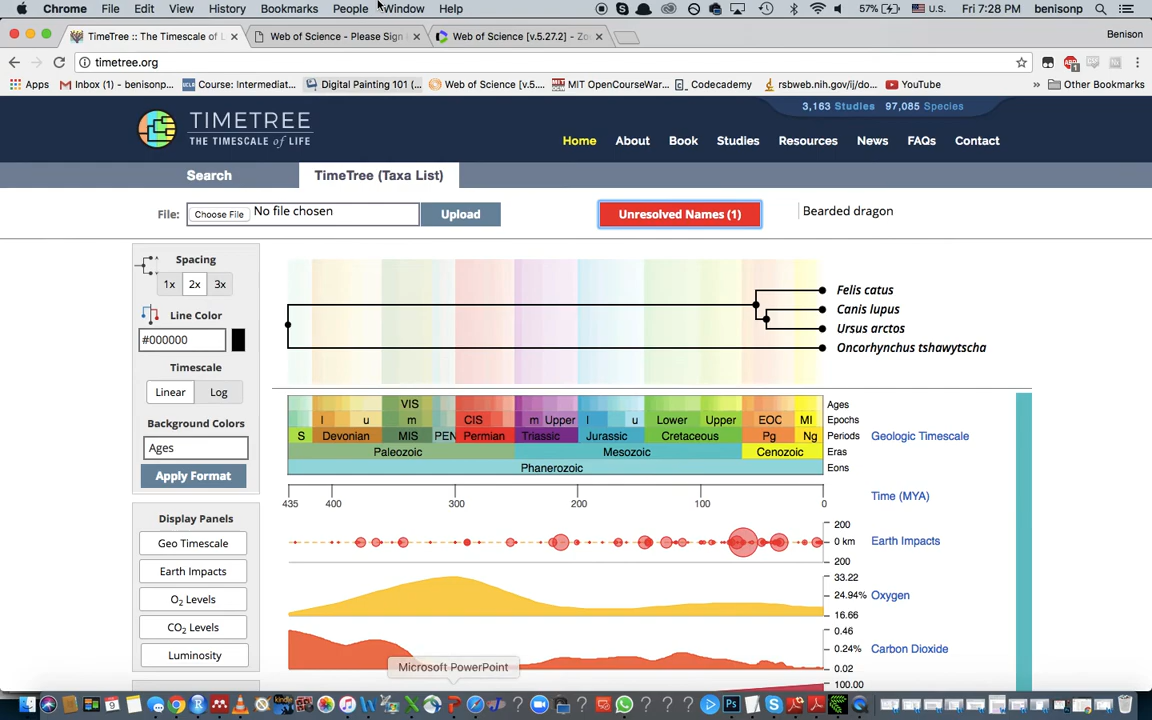 Chrome File Edit View History Bookmarks People Window Help 57% U.S. Fri 7:28 PM benisonp
TimeTree :: The Timescale of L Web of Science - Please Sign Web of Science [v.5.27.2] - Zoo Benison
timetree.org
Apps Inbox (1) - benisonp... Course: Intermediat... Digital Painting 101 (... Web of Science [v.5.... MIT OpenCourseWar... Codecademy rsbweb.nih.gov/ij/do... YouTube » Other Bookmarks
3,163 Studies 97,085 Species
TIMETREE
THE TIMESCALE of LIFE
Home About Book Studies Resources News FAQs Contact
Search TimeTree (Taxa List)
File: Choose File No file chosen Upload Unresolved Names (1) Bearded dragon
Spacing
1x 2x 3x
Line Color
#000000
Timescale
Linear Log
Background Colors
Ages
Apply Format
Display Panels
Geo Timescale
Earth Impacts
O₂ Levels
CO₂ Levels
Luminosity
Felis catus
Canis lupus
Ursus arctos
Oncorhynchus tshawytscha
VIS Ages
l u m CIS m Upper l u Lower Upper EOC MI Epochs
S Devonian MIS PEN Permian Triassic Jurassic Cretaceous Pg Ng Periods Geologic Timescale
Paleozoic Mesozoic Cenozoic Eras
Phanerozoic Eons
435 400 300 200 100 0 Time (MYA)
200
0 km Earth Impacts
200
33.22
24.94% Oxygen
16.66
0.46
0.24% Carbon Dioxide
0.02
100.00
Microsoft PowerPoint